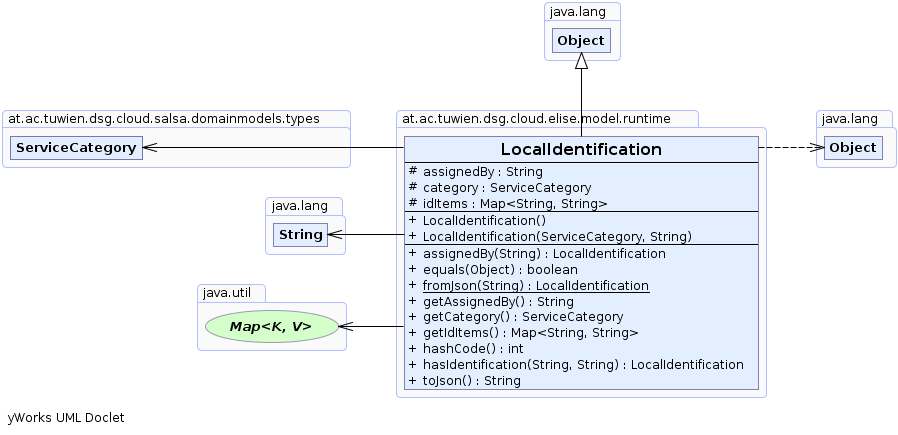 java.lang
Object
at.ac.tuwien.dsg.cloud.salsa.domainmodels.types
ServiceCategory
java.lang
String
java.util
Map<K, V>
at.ac.tuwien.dsg.cloud.elise.model.runtime
LocalIdentification
# assignedBy : String
# category : ServiceCategory
# idItems : Map<String, String>
+ LocalIdentification()
+ LocalIdentification(ServiceCategory, String)
+ assignedBy(String) : LocalIdentification
+ equals(Object) : boolean
+ fromJson(String) : LocalIdentification
+ getAssignedBy() : String
+ getCategory() : ServiceCategory
+ getIdItems() : Map<String, String>
+ hashCode() : int
+ hasIdentification(String, String) : LocalIdentification
+ toJson() : String
java.lang
Object
yWorks UML Doclet